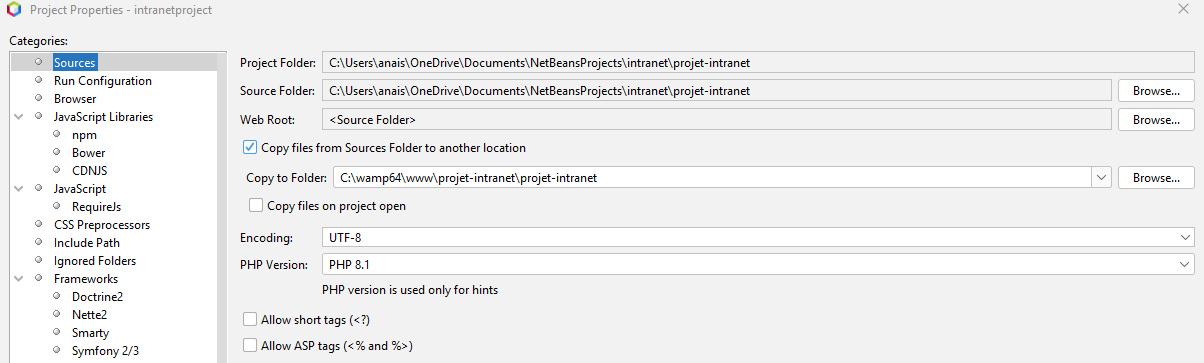 Project Properties - intranetproject
Categories:
Sources
Run Configuration
Browser
JavaScript Libraries
npm
Bower
CDNJS
JavaScript
RequireJs
CSS Preprocessors
Include Path
Ignored Folders
Frameworks
Doctrine2
Nette2
Smarty
Symfony 2/3
Project Folder: C:\Users\anais\OneDrive\Documents\NetBeansProjects\intranet\projet-intranet
Source Folder: C:\Users\anais\OneDrive\Documents\NetBeansProjects\intranet\projet-intranet Browse...
Web Root: <Source Folder> Browse...
Copy files from Sources Folder to another location
Copy to Folder: C:\wamp64\www\projet-intranet\projet-intranet Browse...
Copy files on project open
Encoding: UTF-8
PHP Version: PHP 8.1
PHP version is used only for hints
Allow short tags (<?)
Allow ASP tags (<% and %>)